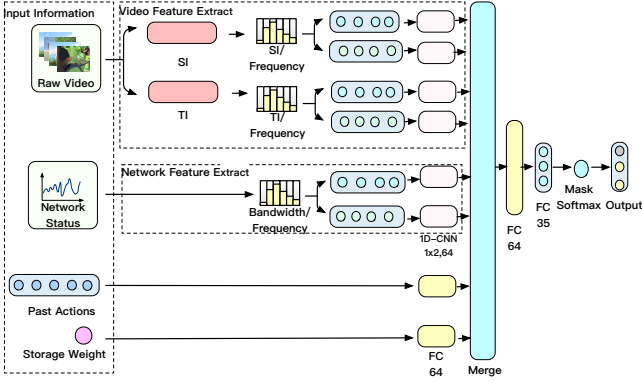 Input Information
Raw Video
Network
Status
Past Actions
Storage Weight
Video Feature Extract
SI
SI/
Frequency
TI
TI/
Frequency
Network Feature Extract
Bandwidth/
Frequency
1D-CNN
1x2,64
FC
64
Merge
FC
64
FC
35
Mask
Softmax
Output